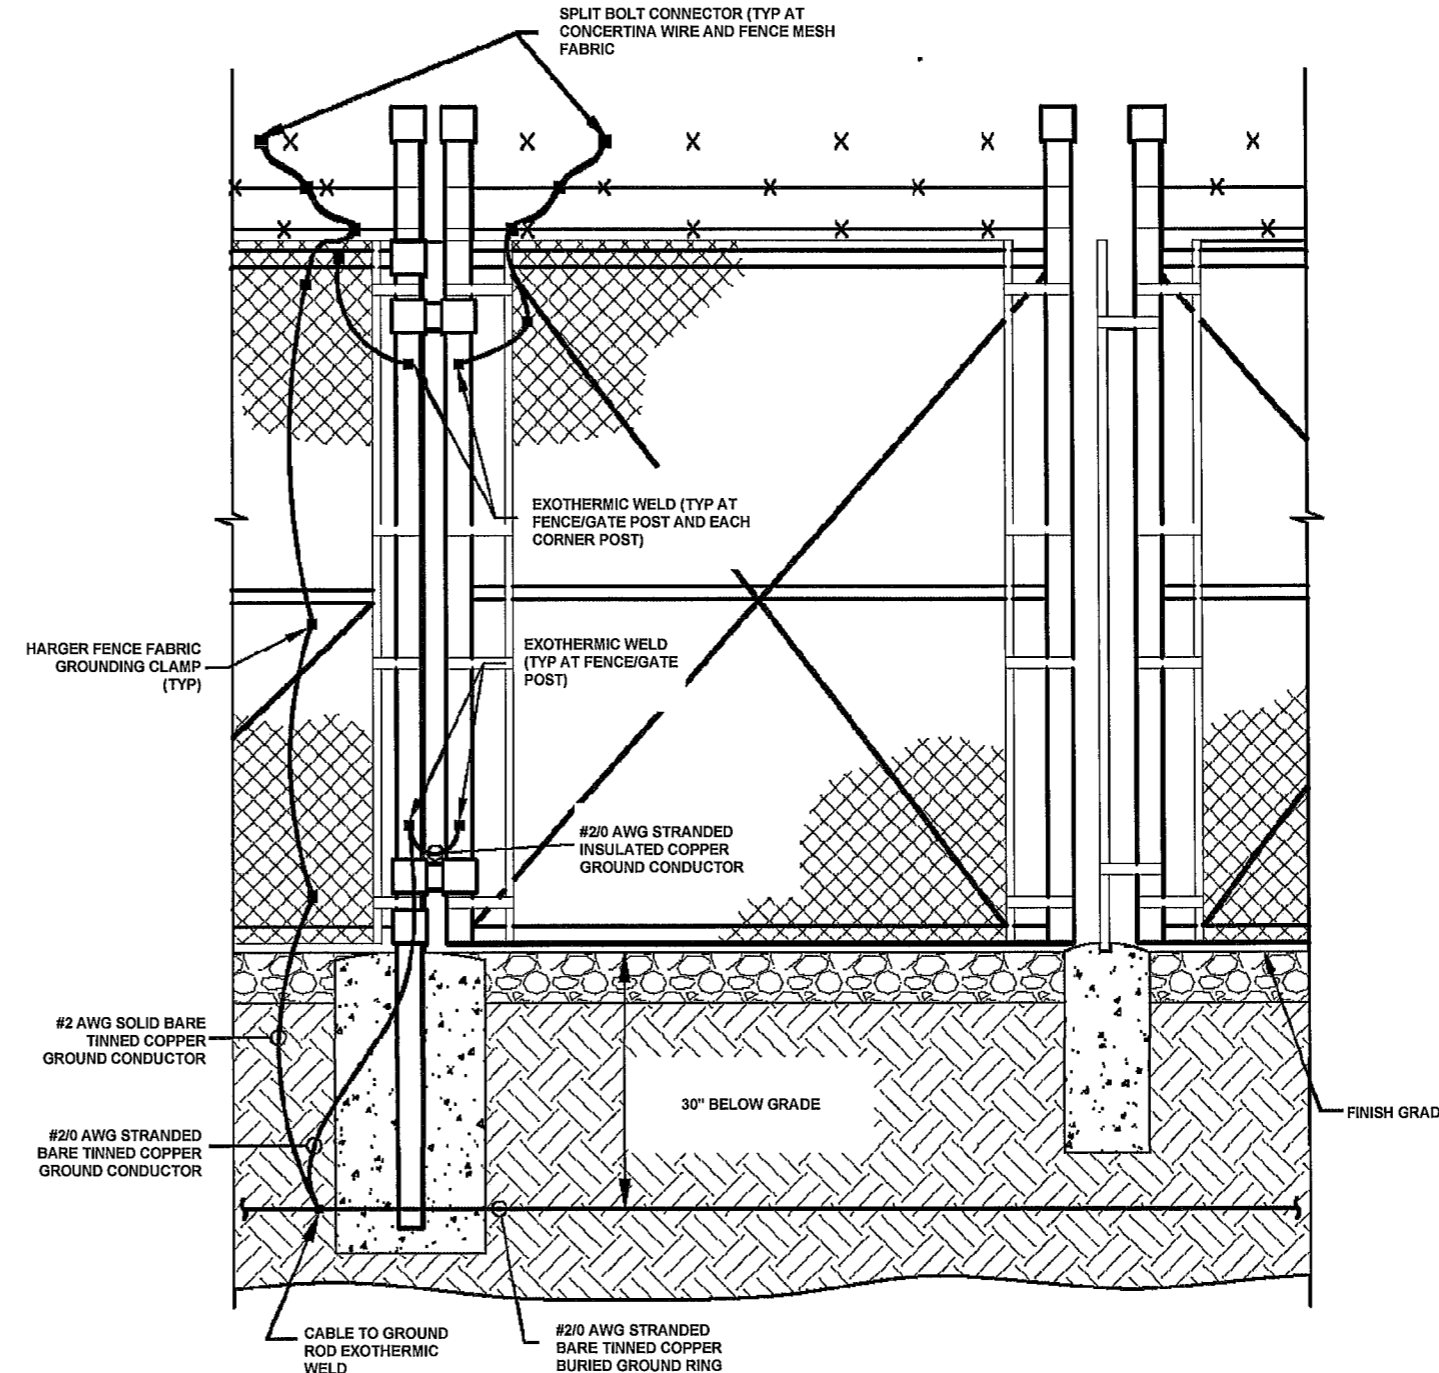 SPLIT BOLT CONNECTOR (TYP AT
CONCERTINA WIRE AND FENCE MESH
FABRIC
EXOTHERMIC WELD (TYP AT
FENCE/GATE POST AND EACH
CORNER POST)
HARGER FENCE FABRIC
GROUNDING CLAMP
(TYP)
EXOTHERMIC WELD
(TYP AT FENCE/GATE
POST)
#2/0 AWG STRANDED
INSULATED COPPER
GROUND CONDUCTOR
#2 AWG SOLID BARE
TINNED COPPER
GROUND CONDUCTOR
30" BELOW GRADE
FINISH GRAD
#2/0 AWG STRANDED
BARE TINNED COPPER
GROUND CONDUCTOR
CABLE TO GROUND
ROD EXOTHERMIC
WELD
#2/0 AWG STRANDED
BARE TINNED COPPER
BURIED GROUND RING